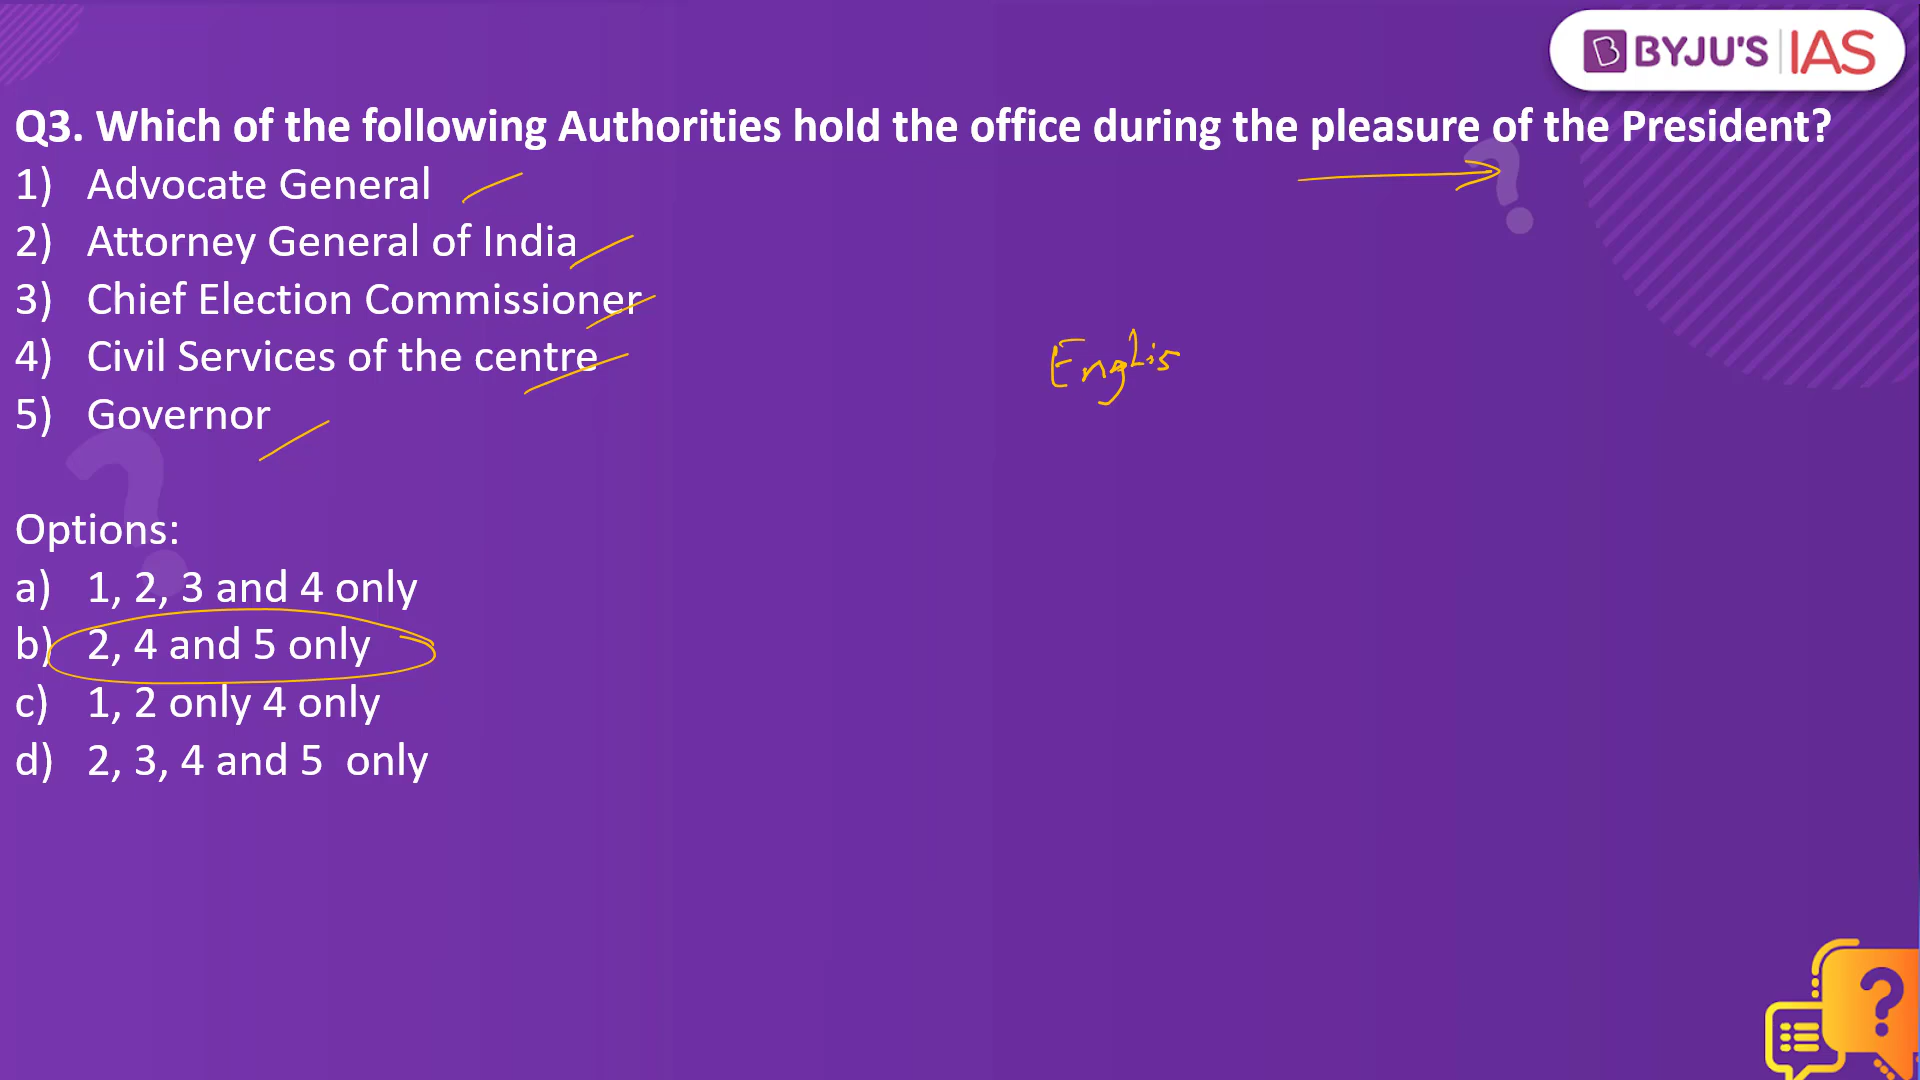 BYJU'S IAS
Q3. Which of the following Authorities hold the office during the pleasure of the President?
1) Advocate General
2) Attorney General of India
3) Chief Election Commissioner
4) Civil Services of the centre
5) Governor
Englis
Options:
a) 1, 2, 3 and 4 only
b) 2, 4 and 5 only
c) 1, 2 only 4 only
d) 2, 3, 4 and 5 only